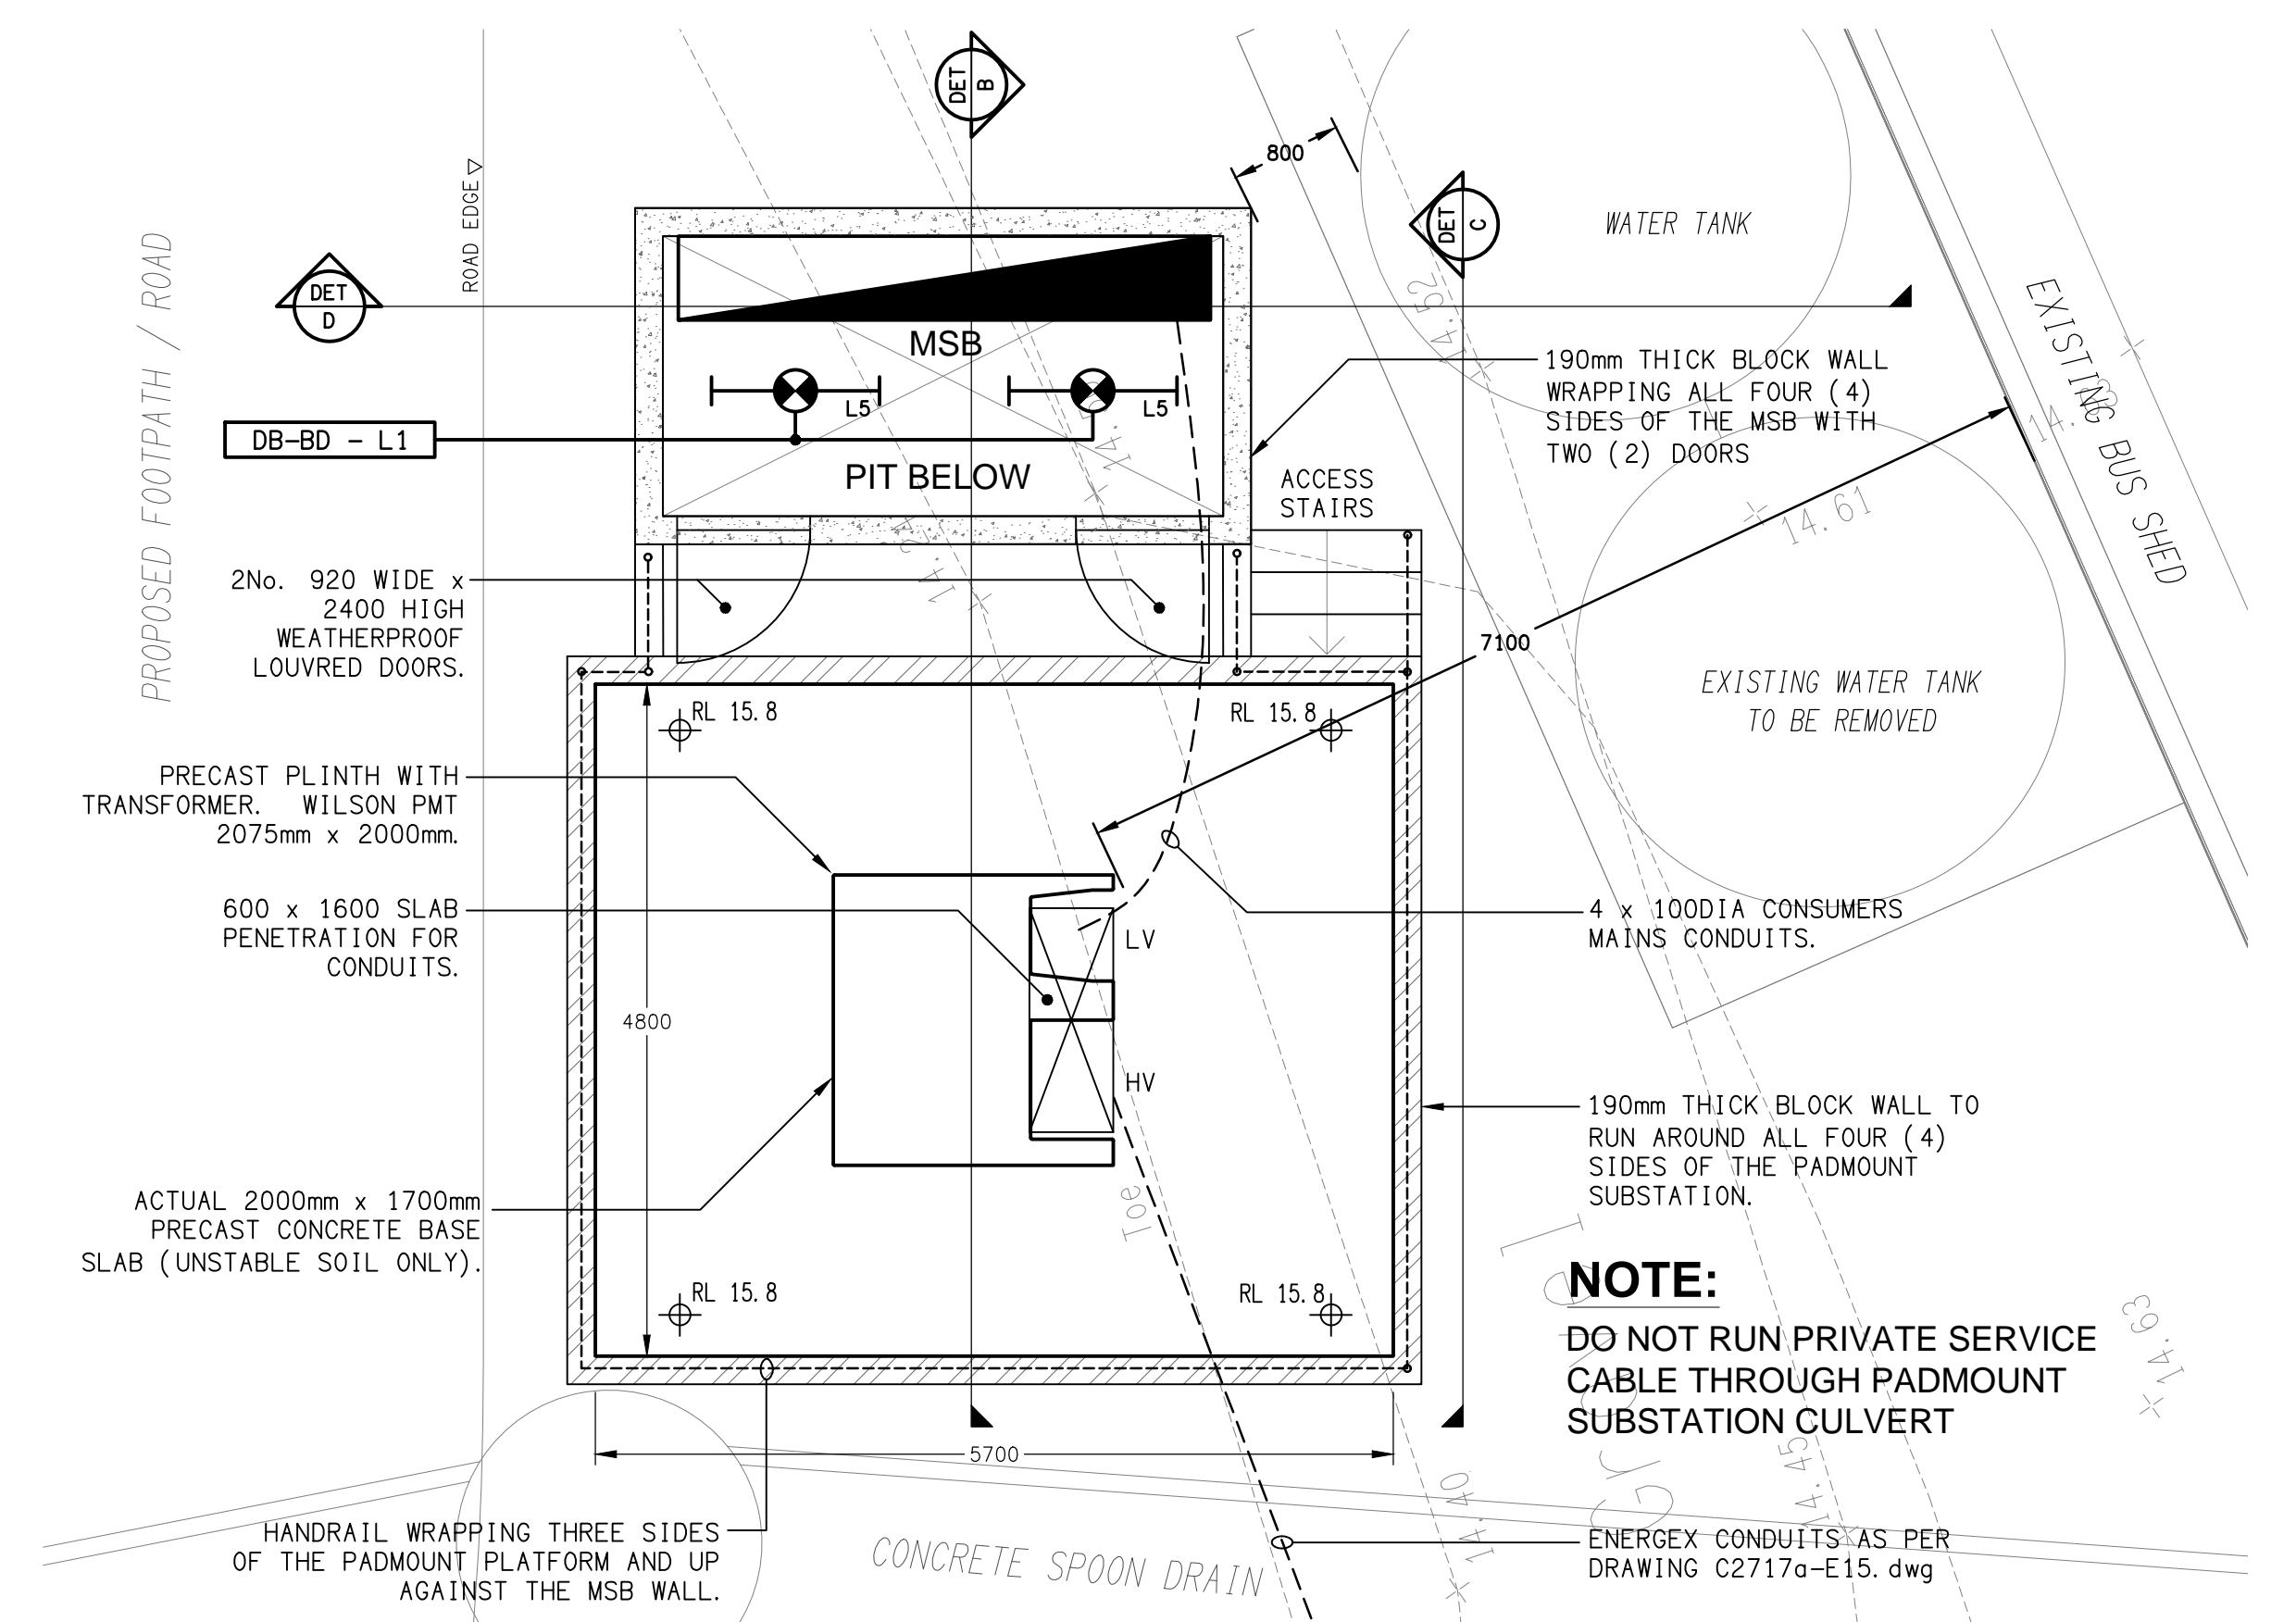 DET
B
800
DET
C
WATER TANK
ROAD EDGE
PROPOSED FOOTPATH / ROAD
DET
D
EXISTING BUS SHED
14.52
MSB
190mm THICK BLOCK WALL
WRAPPING ALL FOUR (4)
SIDES OF THE MSB WITH
TWO (2) DOORS
L5
L5
DB-BD - L1
PIT BELOW
ACCESS
STAIRS
14.61
2No. 920 WIDE x
2400 HIGH
WEATHERPROOF
LOUVRED DOORS.
7100
EXISTING WATER TANK
TO BE REMOVED
RL 15.8
RL 15.8
PRECAST PLINTH WITH
TRANSFORMER. WILSON PMT
2075mm x 2000mm.
600 x 1600 SLAB
PENETRATION FOR
CONDUITS.
LV
4 x 100DIA CONSUMERS
MAINS CONDUITS.
4800
HV
190mm THICK BLOCK WALL TO
RUN AROUND ALL FOUR (4)
SIDES OF THE PADMOUNT
SUBSTATION.
ACTUAL 2000mm x 1700mm
PRECAST CONCRETE BASE
SLAB (UNSTABLE SOIL ONLY).
Toe
RL 15.8
RL 15.8
NOTE:
DO NOT RUN PRIVATE SERVICE
CABLE THROUGH PADMOUNT
SUBSTATION CULVERT
14.63
14.45
5700
14.40
HANDRAIL WRAPPING THREE SIDES
OF THE PADMOUNT PLATFORM AND UP
AGAINST THE MSB WALL.
CONCRETE SPOON DRAIN
ENERGEX CONDUITS AS PER
DRAWING C2717a-E15.dwg